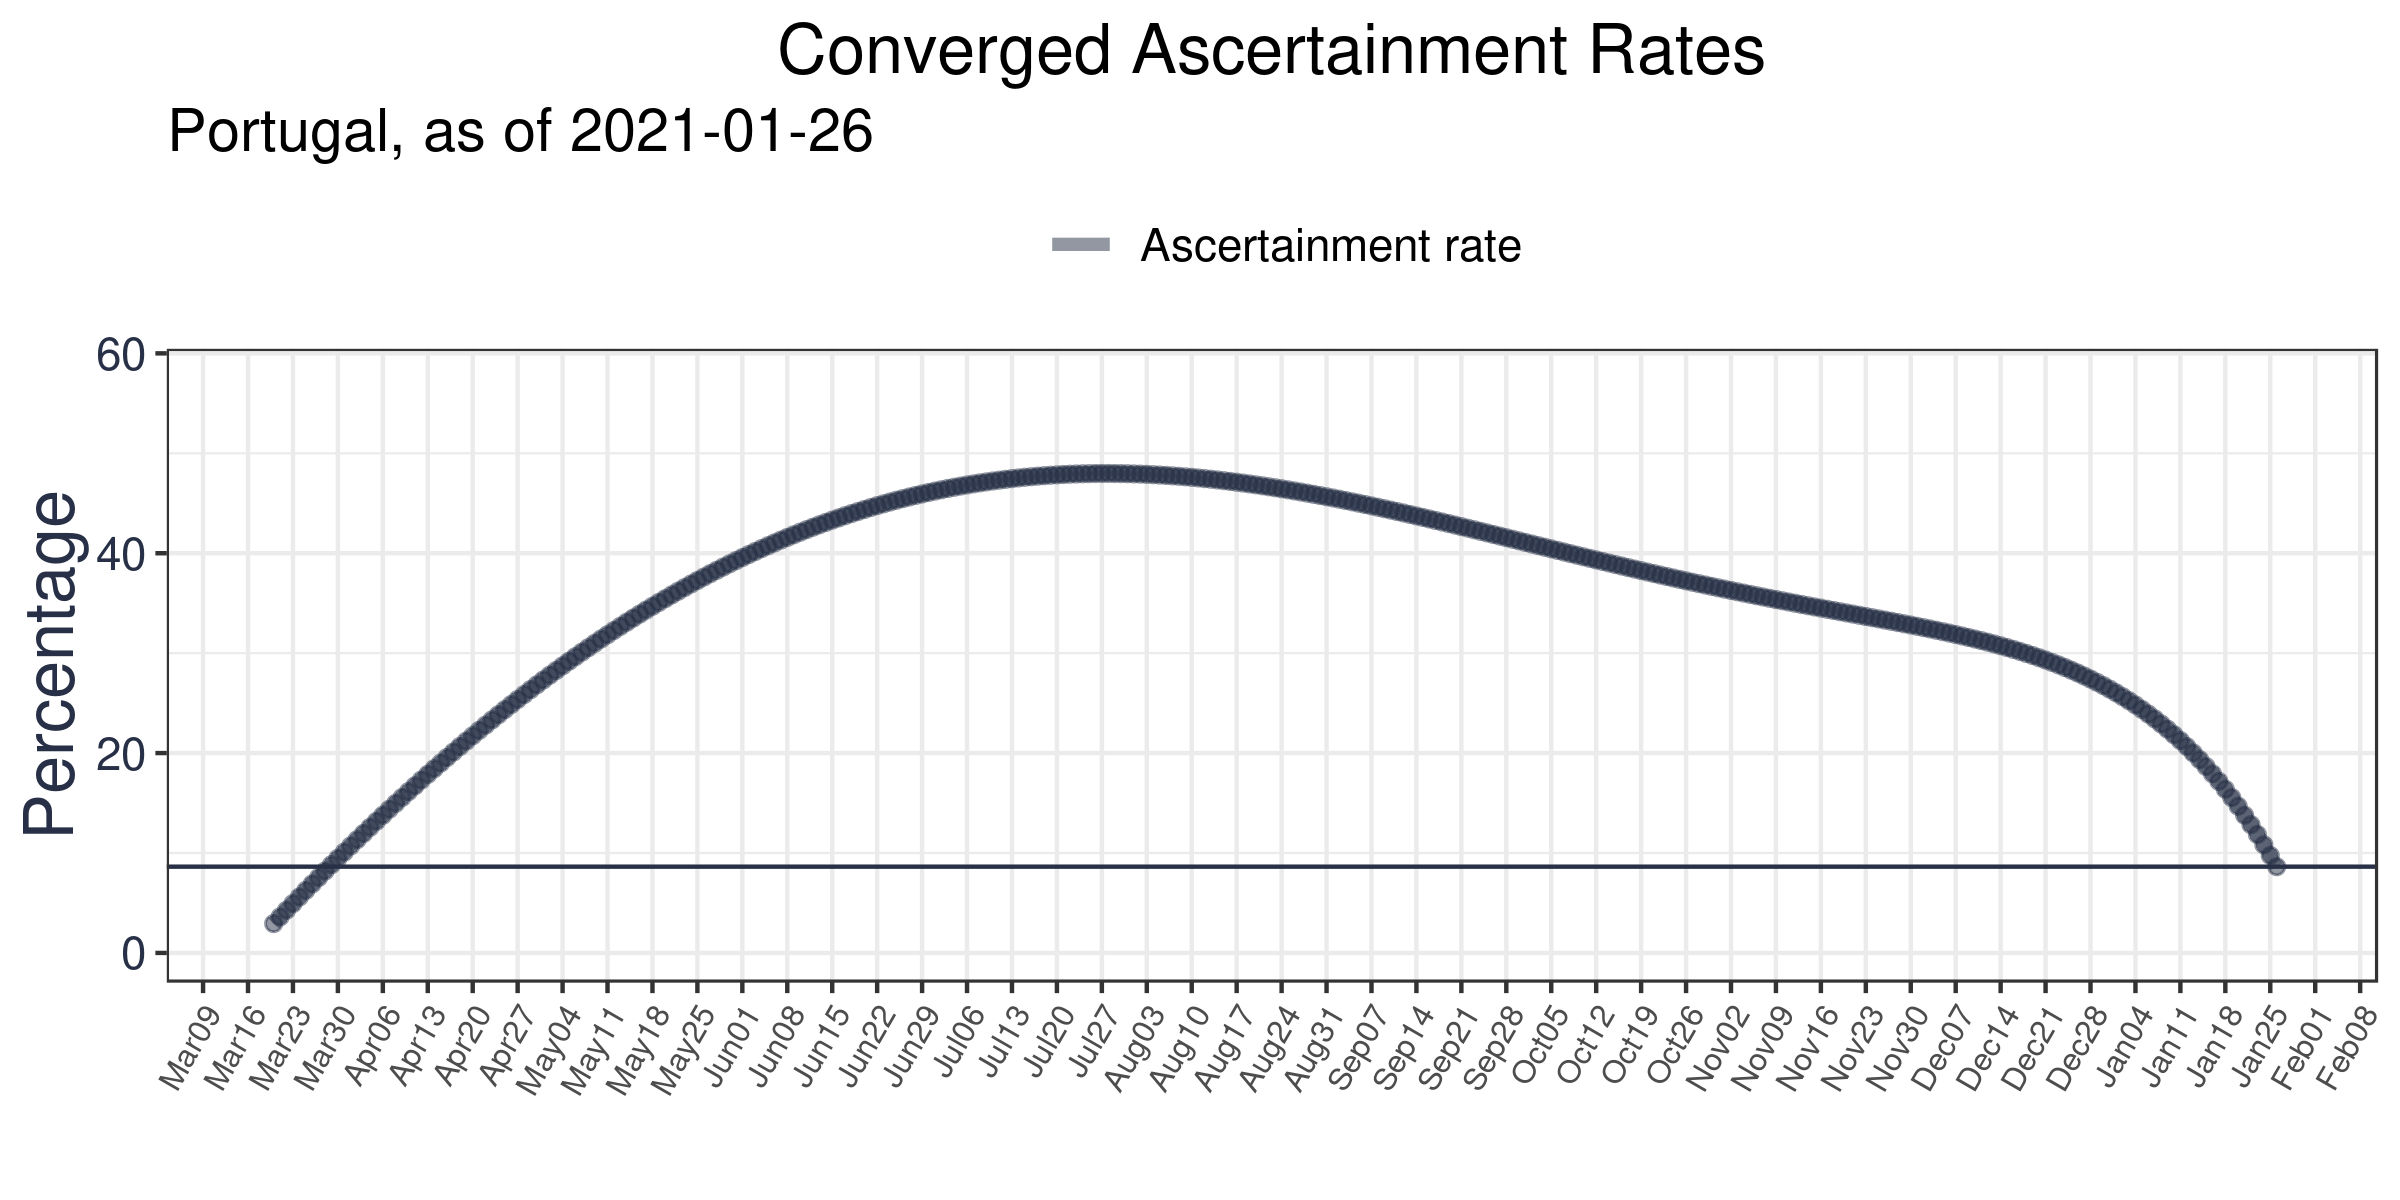 Converged Ascertainment Rates
Portugal, as of 2021-01-26
Ascertainment rate
Percentage
60
40
20
0
Mar09
Mar16
Mar23
Mar30
Apr06
Apr13
Apr20
Apr27
May04
May11
May18
May25
Jun01
Jun08
Jun15
Jun22
Jun29
Jul06
Jul13
Jul20
Jul27
Aug03
Aug10
Aug17
Aug24
Aug31
Sep07
Sep14
Sep21
Sep28
Oct05
Oct12
Oct19
Oct26
Nov02
Nov09
Nov16
Nov23
Nov30
Dec07
Dec14
Dec21
Dec28
Jan04
Jan11
Jan18
Jan25
Feb01
Feb08